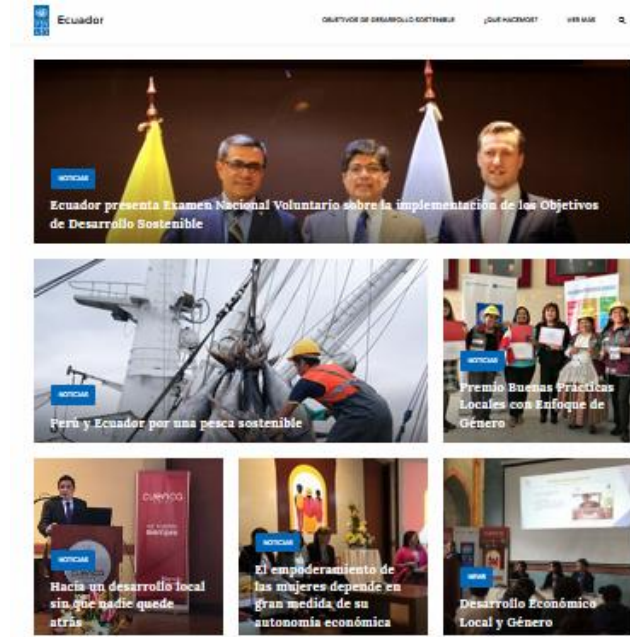 Ecuador
OBJETIVOS DE DESARROLLO SOSTENIBLE ¿QUÉ HACEMOS? VER MÁS
NOTICIAS
Ecuador presenta Examen Nacional Voluntario sobre la implementación de los Objetivos
de Desarrollo Sostenible
NOTICIAS
Perú y Ecuador por una pesca sostenible
NOTICIAS
Premio Buenas Prácticas
Locales con Enfoque de
Género
cuenca
NOTICIAS
Hacia un desarrollo local
sin que nadie quede
atrás
NOTICIAS
El empoderamiento de
las mujeres depende en
gran medida de su
autonomía económica
NEWS
Desarrollo Económico
Local y Género